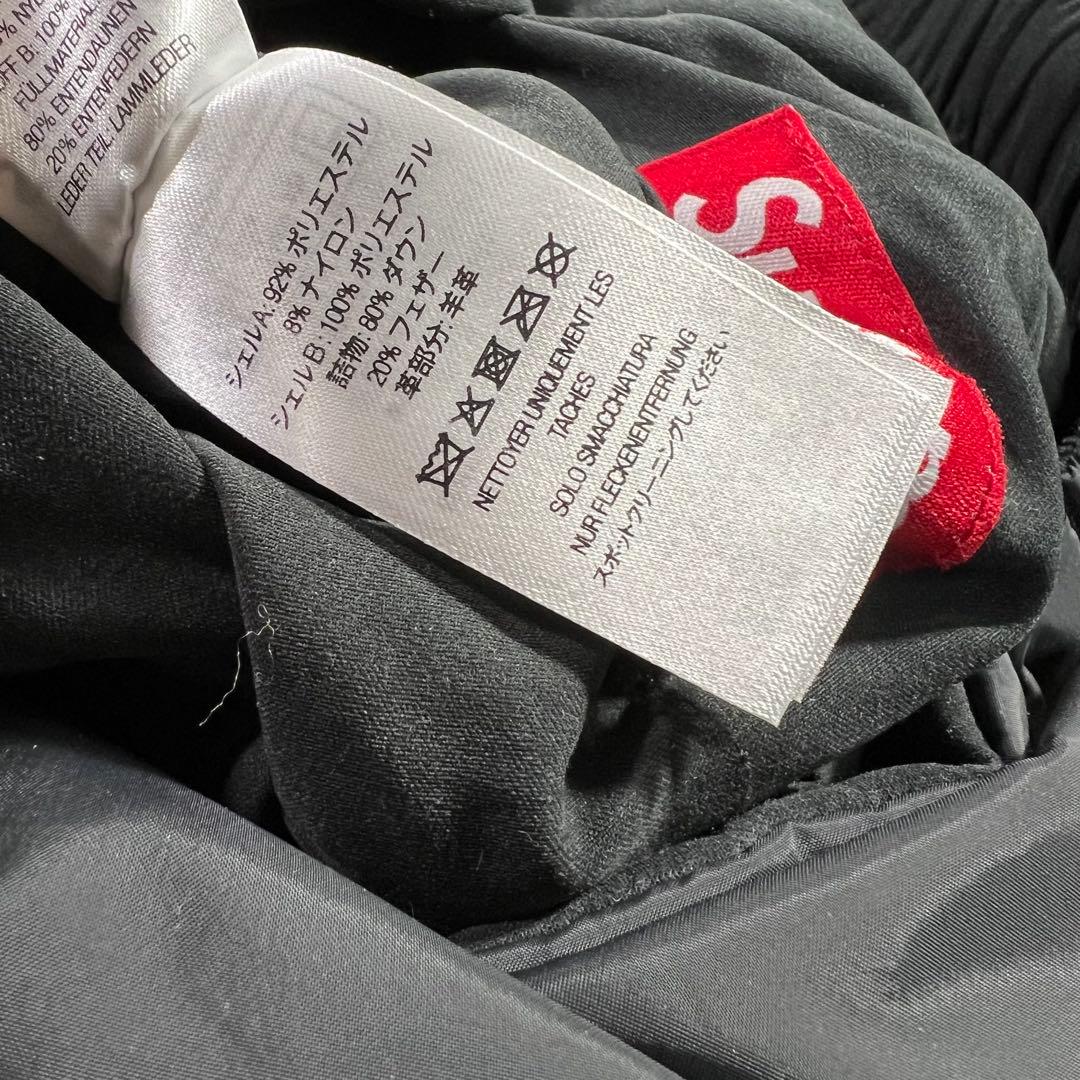 % NY
FF B: 100%
FÜLLMATERIAL
80% ENTENDAUNEN
20% ENTENFEDERN
LEDER TEIL: LAMMLEDER
シェル A: 92% ポリエステル
8% ナイロン
シェル B: 100% ポリエステル
詰物: 80% ダウン
20% フェザー
革部分: 羊革
NETTOYER UNIQUEMENT LES
TACHES
SOLO SMACCHIATURA
NUR FLECKENENTFERNUNG
スポットクリーニングしてください
Su